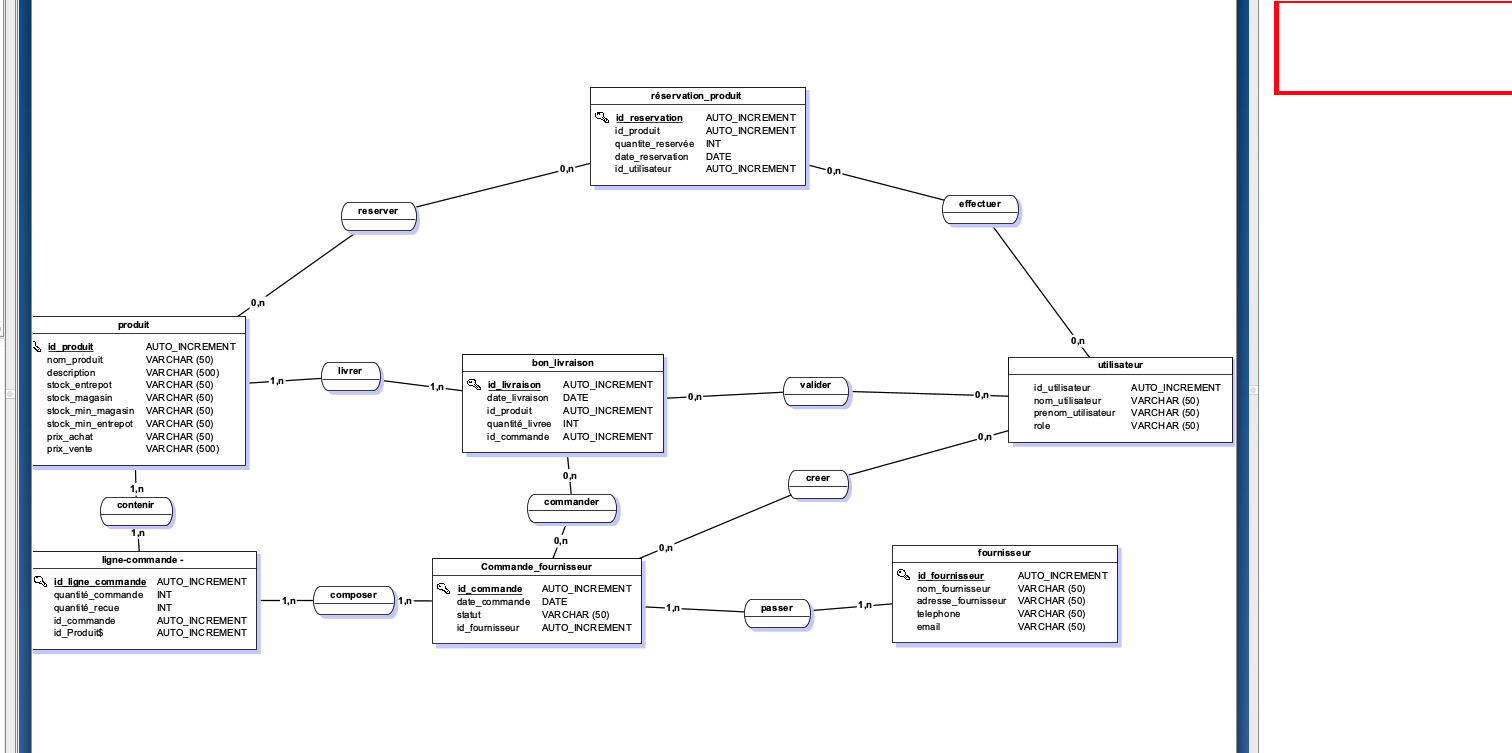 réservation_produit
id_reservation AUTO_INCREMENT
id_produit AUTO_INCREMENT
quantite_reservée INT
date_reservation DATE
id_utilisateur AUTO_INCREMENT
0,n
0,n
reserver
effectuer
0,n
0,n
produit
id_produit AUTO_INCREMENT
nom_produit VARCHAR (50)
description VARCHAR (500)
stock_entrepot VARCHAR (50)
stock_magasin VARCHAR (50)
stock_min_magasin VARCHAR (50)
stock_min_entrepot VARCHAR (50)
prix_achat VARCHAR (50)
prix_vente VARCHAR (500)
1,n
livrer
1,n
bon_livraison
id_livraison AUTO_INCREMENT
date_livraison DATE
id_produit AUTO_INCREMENT
quantité_livree INT
id_commande AUTO_INCREMENT
0,n
valider
0,n
utilisateur
id_utilisateur AUTO_INCREMENT
nom_utilisateur VARCHAR (50)
prenom_utilisateur VARCHAR (50)
role VARCHAR (50)
0,n
creer
0,n
1,n
contenir
1,n
0,n
commander
0,n
ligne-commande -
id_ligne_commande AUTO_INCREMENT
quantité_commande INT
quantité_recue INT
id_commande AUTO_INCREMENT
id_Produit$ AUTO_INCREMENT
1,n
composer
1,n
Commande_fournisseur
id_commande AUTO_INCREMENT
date_commande DATE
statut VARCHAR (50)
id_fournisseur AUTO_INCREMENT
1,n
passer
1,n
fournisseur
id_fournisseur AUTO_INCREMENT
nom_fournisseur VARCHAR (50)
adresse_fournisseur VARCHAR (50)
telephone VARCHAR (50)
email VARCHAR (50)